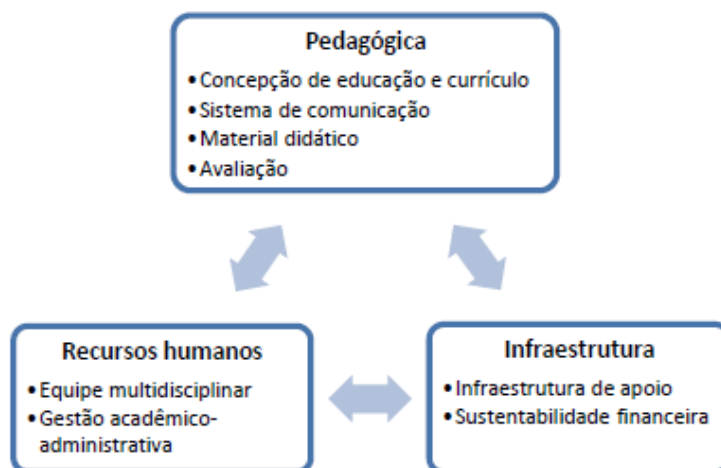 Pedagógica
•Concepção de educação e currículo
•Sistema de comunicação
•Material didático
•Avaliação
Recursos humanos
•Equipe multidisciplinar
•Gestão acadêmico-
administrativa
Infraestrutura
•Infraestrutura de apoio
•Sustentabilidade financeira